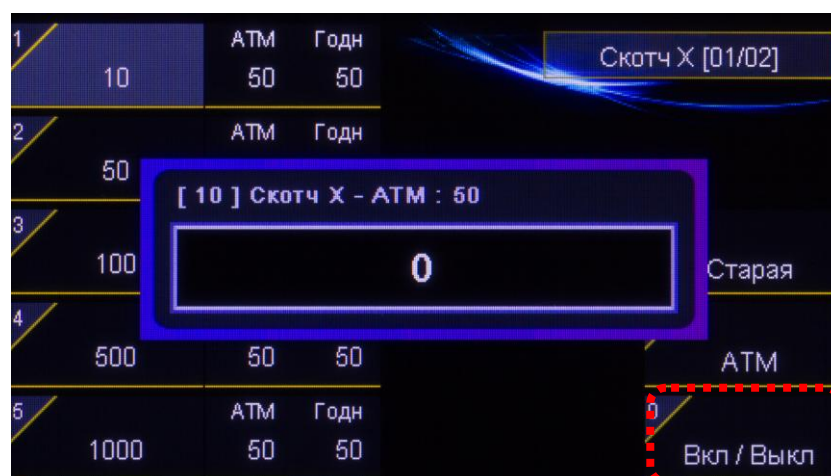 1 АТМ Годн
10 50 50
Скотч X [01/02]
2 АТМ Годн
50
[ 10 ] Скотч X - АТМ : 50
0
3
100
Старая
4
500 50 50
АТМ
5 АТМ Годн
1000 50 50
Вкл / Выкл